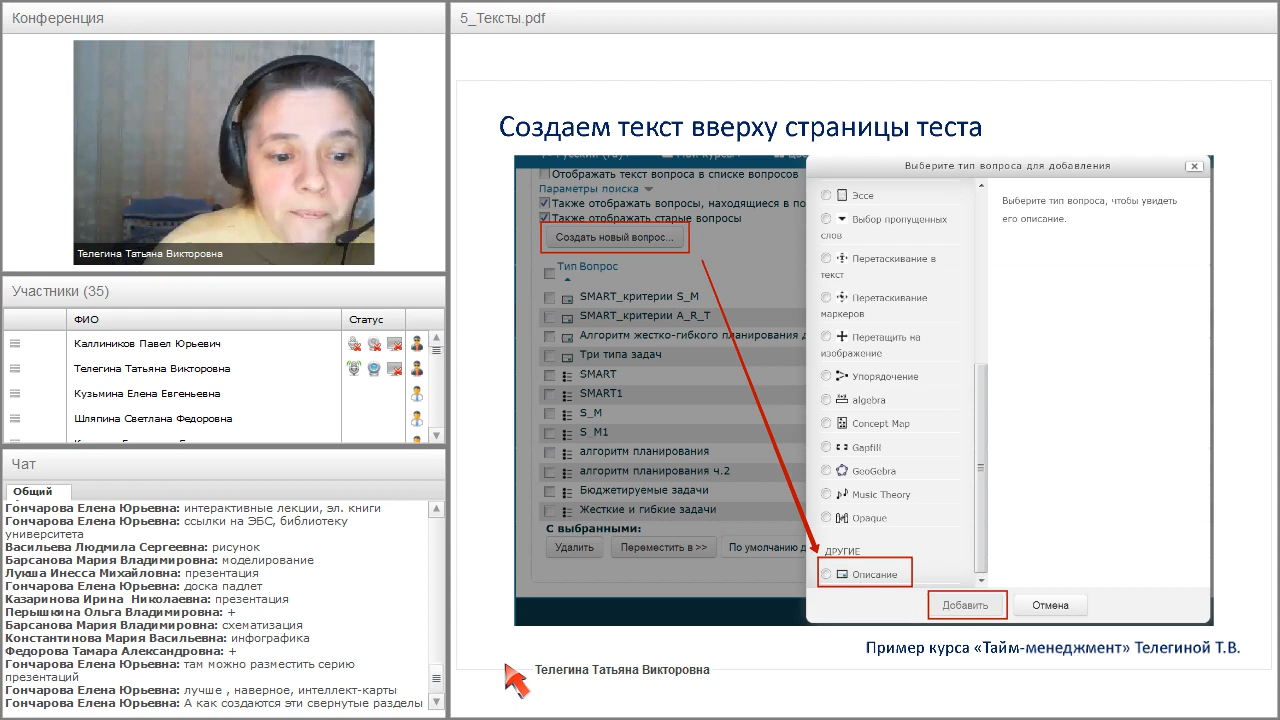 Конференция
Телегина Татьяна Викторовна
Участники (35)
ФИО
Статус
Каллиников Павел Юрьевич
Телегина Татьяна Викторовна
Кузьмина Елена Евгеньевна
Шляпина Светлана Федоровна
Чат
Общий
Гончарова Елена Юрьевна: интерактивные лекции, эл. книги
Гончарова Елена Юрьевна: ссылки на ЭБС, библиотеку
университета
Васильева Людмила Сергеевна: рисунок
Барсанова Мария Владимировна: моделирование
Лукша Инесса Михайловна: презентация
Гончарова Елена Юрьевна: доска падлет
Казаринова Ирина  Николаевна: презентация
Перышкина Ольга Владимировна: +
Барсанова Мария Владимировна: схематизация
Константинова Мария Васильевна: инфографика
Федорова Тамара Александровна: +
Гончарова Елена Юрьевна: там можно разместить серию
презентаций
Гончарова Елена Юрьевна: лучше , наверное, интеллект-карты
Гончарова Елена Юрьевна: А как создаются эти свернутые разделы
5_Тексты.pdf
Создаем текст вверху страницы теста
Отображать текст вопроса в списке вопросов
Параметры поиска
Также отображать вопросы, находящиеся в по
Также отображать старые вопросы
Создать новый вопрос...
Тип Вопрос
SMART_критерии S_M
SMART_критерии A_R_T
Алгоритм жестко-гибкого планирования д
Три типа задач
SMART
SMART1
S_M
S_M1
алгоритм планирования
алгоритм планирования ч.2
Бюджетируемые задачи
Жесткие и гибкие задачи
С выбранными:
Удалить
Переместить в >>
По умолчанию д
Выберите тип вопроса для добавления
Эссе
Выбор пропущенных
слов
Перетаскивание в
текст
Перетаскивание
маркеров
Перетащить на
изображение
Упорядочение
algebra
Concept Map
Gapfill
GeoGebra
Music Theory
Opaque
ДРУГИЕ
Описание
Выберите тип вопроса, чтобы увидеть
его описание.
Добавить
Отмена
Пример курса «Тайм-менеджмент» Телегиной Т.В.
Телегина Татьяна Викторовна